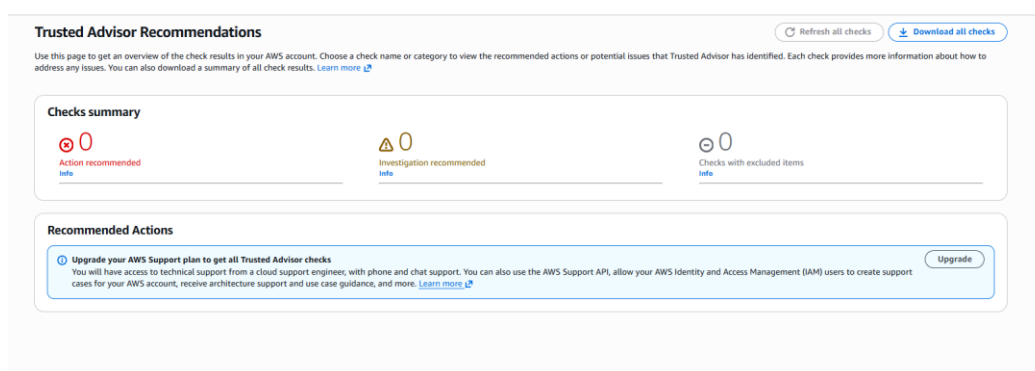 Trusted Advisor Recommendations
Refresh all checks
Download all checks
Use this page to get an overview of the check results in your AWS account. Choose a check name or category to view the recommended actions or potential issues that Trusted Advisor has identified. Each check provides more information about how to
address any issues. You can also download a summary of all check results. Learn more
Checks summary
0
Action recommended
Info
0
Investigation recommended
Info
0
Checks with excluded items
Info
Recommended Actions
Upgrade your AWS Support plan to get all Trusted Advisor checks
Upgrade
You will have access to technical support from a cloud support engineer, with phone and chat support. You can also use the AWS Support API, allow your AWS Identity and Access Management (IAM) users to create support
cases for your AWS account, receive architecture support and use case guidance, and more. Learn more